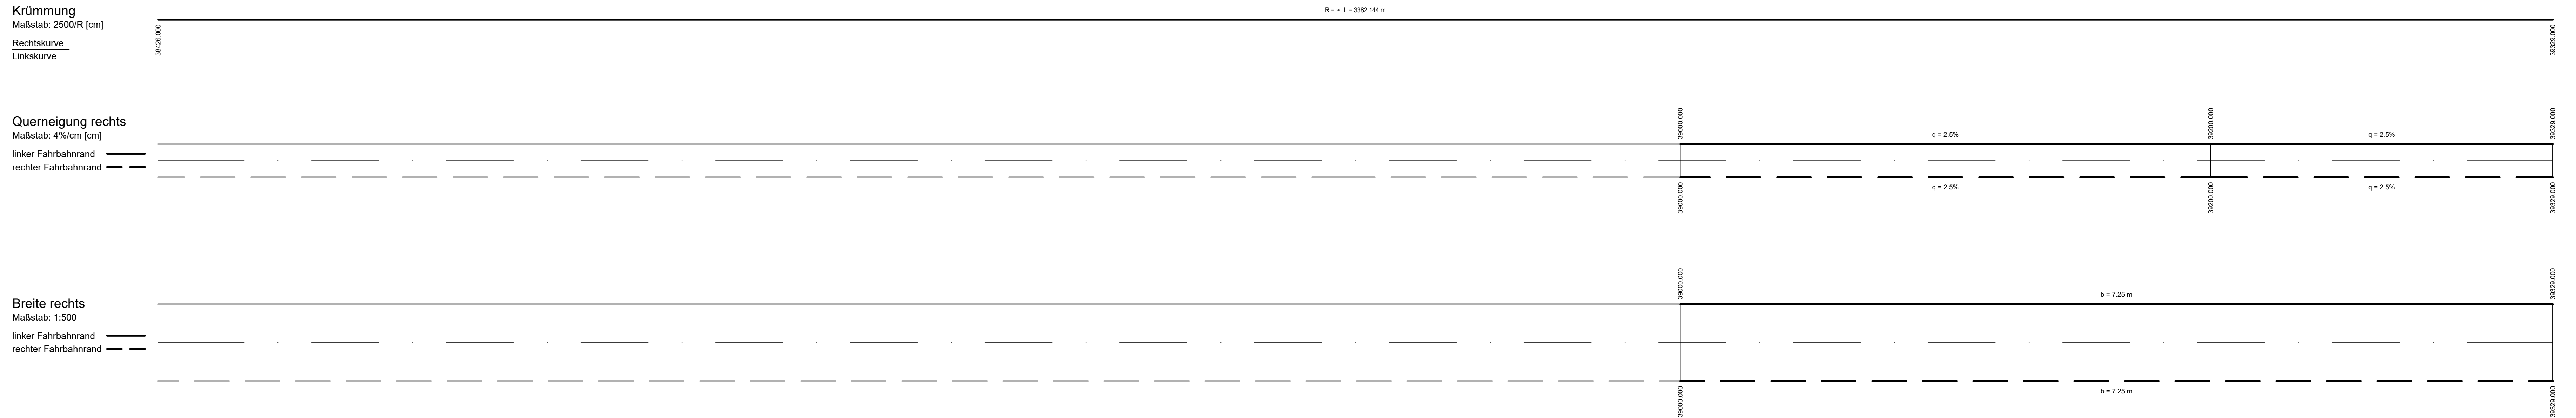 Krümmung
Maßstab: 2500/R [cm]
Rechtskurve
Linkskurve
R = ∞ L = 3382.144 m
38426.000
39329.000
Querneigung rechts
Maßstab: 4%/cm [cm]
linker Fahrbahnrand
rechter Fahrbahnrand
39000.000
39200.000
39329.000
q = 2.5%
q = 2.5%
q = 2.5%
q = 2.5%
39000.000
39200.000
39329.000
Breite rechts
Maßstab: 1:500
linker Fahrbahnrand
rechter Fahrbahnrand
39000.000
39329.000
b = 7.25 m
b = 7.25 m
39000.000
39329.000